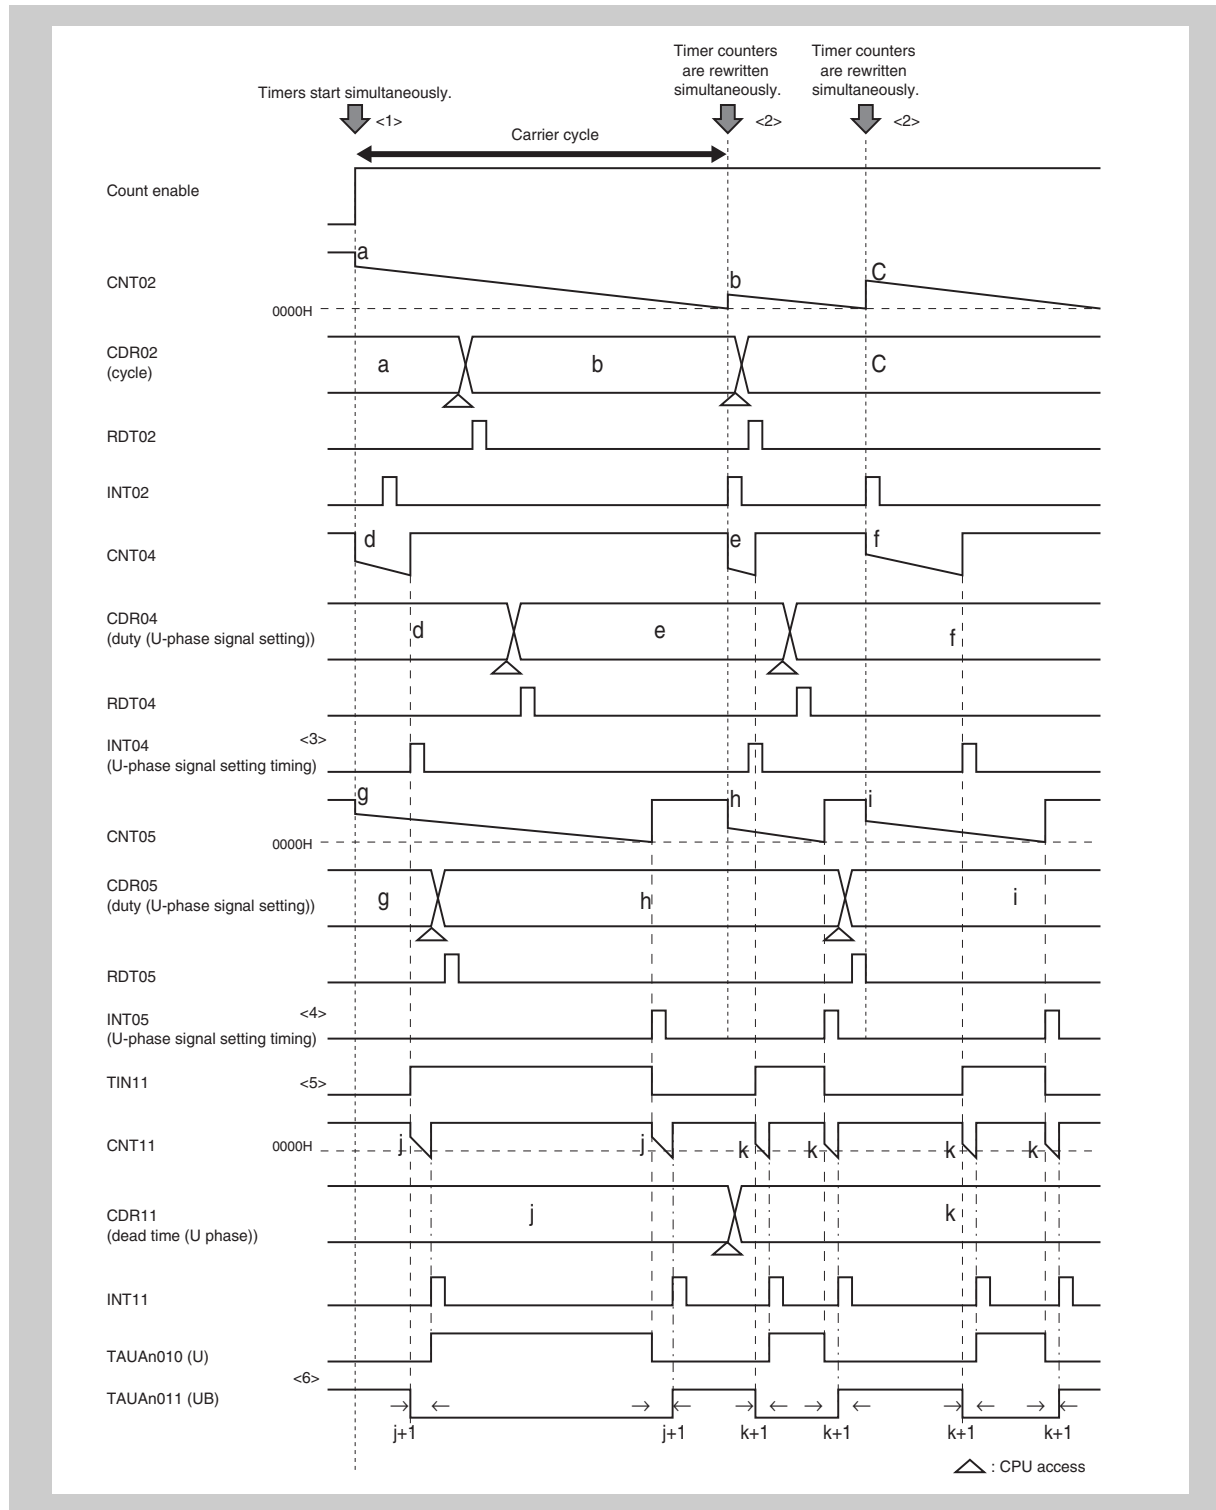 Timer counters
are rewritten
simultaneously.
Timer counters
are rewritten
simultaneously.
Timers start simultaneously.
<1>
<2>
<2>
Carrier cycle
Count enable
a
CNT02
b
C
0000H
CDR02
(cycle)
a
b
C
RDT02
INT02
CNT04
d
e
f
CDR04
(duty (U-phase signal setting))
d
e
f
RDT04
INT04
(U-phase signal setting timing)
<3>
g
h
i
CNT05
0000H
CDR05
(duty (U-phase signal setting))
g
h
i
RDT05
INT05
(U-phase signal setting timing)
<4>
TIN11
<5>
CNT11
0000H
j
j
k
k
k
k
CDR11
(dead time (U phase))
j
k
INT11
TAUAn010 (U)
<6>
TAUAn011 (UB)
j+1
j+1
k+1
k+1
k+1
k+1
: CPU access